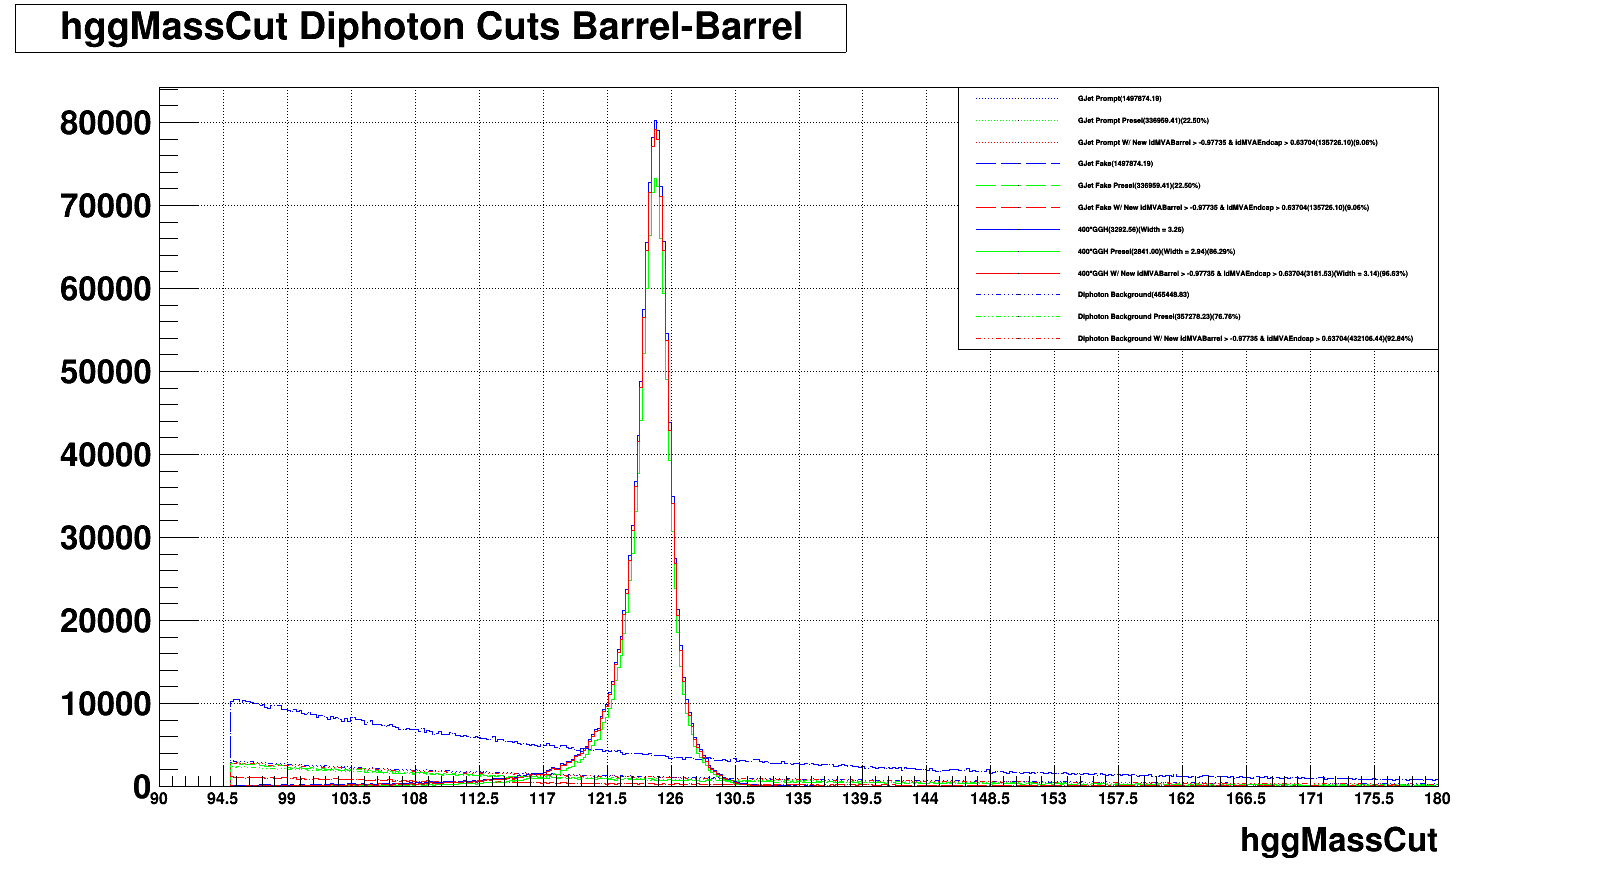 hggMassCut Diphoton Cuts Barrel-Barrel
GJet Prompt(1497874.19)
GJet Prompt Presel(336959.41)(22.50%)
GJet Prompt W/ New IdMVABarrel > -0.97735 & IdMVAEndcap > 0.63704(135726.10)(9.06%)
GJet Fake(1497874.19)
GJet Fake Presel(336959.41)(22.50%)
GJet Fake W/ New IdMVABarrel > -0.97735 & IdMVAEndcap > 0.63704(135726.10)(9.06%)
400*GGH(3292.56)(Width = 3.25)
400*GGH Presel(2841.00)(Width = 2.94)(86.29%)
400*GGH W/ New IdMVABarrel > -0.97735 & IdMVAEndcap > 0.63704(3181.53)(Width = 3.14)(96.63%)
Diphoton Background(465448.83)
Diphoton Background Presel(357278.23)(76.76%)
Diphoton Background W/ New IdMVABarrel > -0.97735 & IdMVAEndcap > 0.63704(432106.44)(92.84%)
80000
70000
60000
50000
40000
30000
20000
10000
0
90 94.5 99 103.5 108 112.5 117 121.5 126 130.5 135 139.5 144 148.5 153 157.5 162 166.5 171 175.5 180
hggMassCut